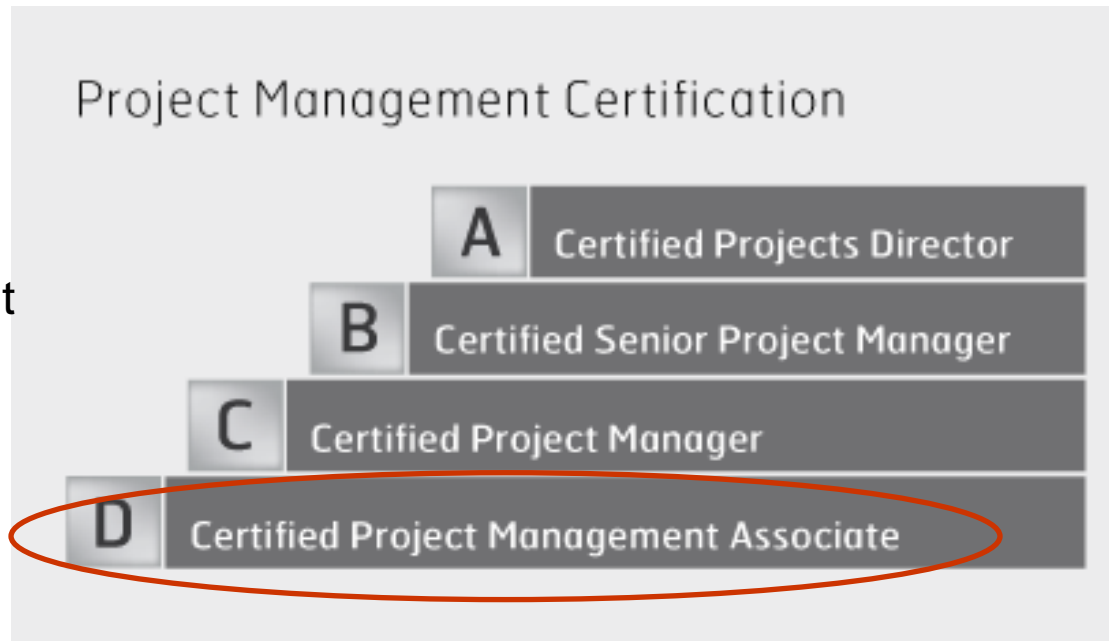 Project Management Certification
A Certified Projects Director
t
B Certified Senior Project Manager
C Certified Project Manager
D Certified Project Management Associate